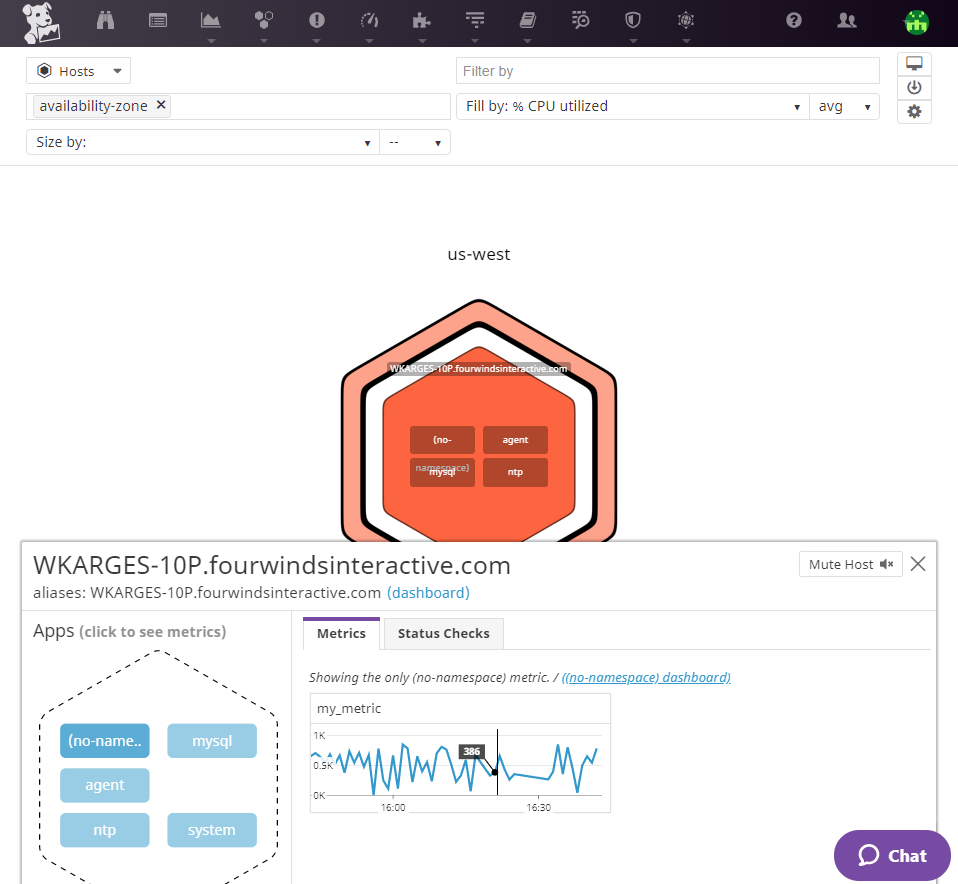 Hosts
Filter by
availability-zone ✕
Fill by: % CPU utilized avg
Size by: --
us-west
WKARGES-10P.fourwindsinteractive.com
(no-namespace) agent
mysql ntp
WKARGES-10P.fourwindsinteractive.com
Mute Host
aliases: WKARGES-10P.fourwindsinteractive.com (dashboard)
Apps (click to see metrics)
(no-name.. mysql
agent
ntp system
Metrics Status Checks
Showing the only (no-namespace) metric. / ((no-namespace) dashboard)
my_metric
1K
386
0.5K
0K
16:00 16:30
Chat